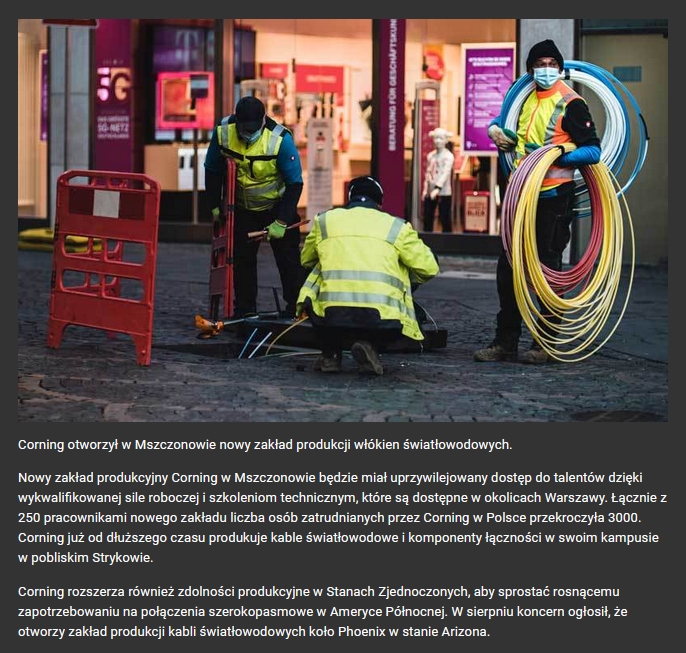 5G
5G-NETZ
BERATUNG FÜR GESCHÄFTSKUN
Corning otworzył w Mszczonowie nowy zakład produkcji włókien światłowodowych.
Nowy zakład produkcyjny Corning w Mszczonowie będzie miał uprzywilejowany dostęp do talentów dzięki
wykwalifikowanej sile roboczej i szkoleniom technicznym, które są dostępne w okolicach Warszawy. Łącznie z
250 pracownikami nowego zakładu liczba osób zatrudnianych przez Corning w Polsce przekroczyła 3000.
Corning już od dłuższego czasu produkuje kable światłowodowe i komponenty łączności w swoim kampusie
w pobliskim Strykowie.
Corning rozszerza również zdolności produkcyjne w Stanach Zjednoczonych, aby sprostać rosnącemu
zapotrzebowaniu na połączenia szerokopasmowe w Ameryce Północnej. W sierpniu koncern ogłosił, że
otworzy zakład produkcji kabli światłowodowych koło Phoenix w stanie Arizona.